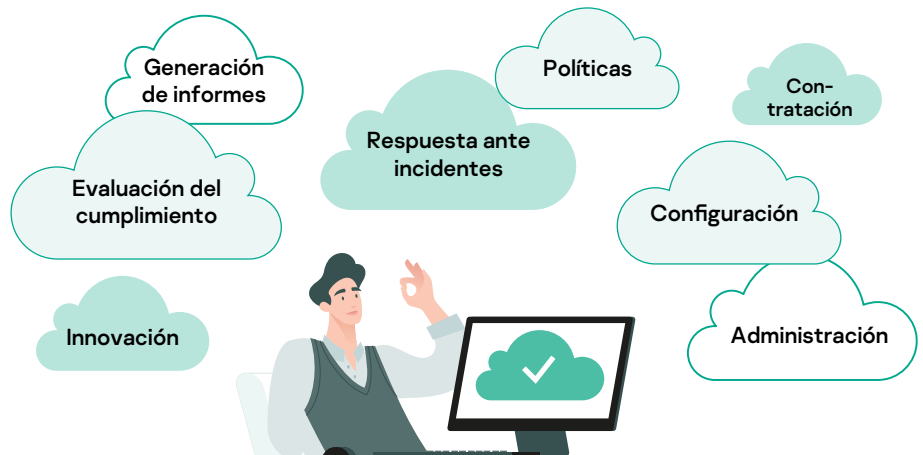 Generación
de informes
Políticas
Con-
tratación
Respuesta ante
incidentes
Evaluación del
cumplimiento
Configuración
Innovación
Administración